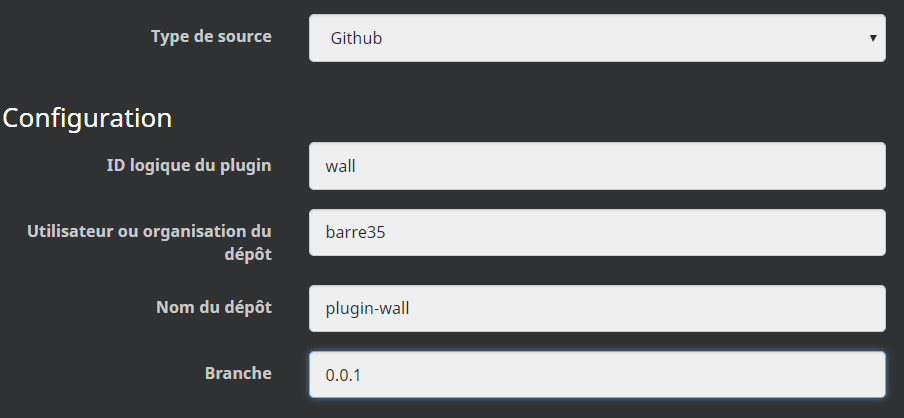 Type de source
Github
Configuration
ID logique du plugin
wall
Utilisateur ou organisation du
dépôt
barre35
Nom du dépôt
plugin-wall
Branche
0.0.1